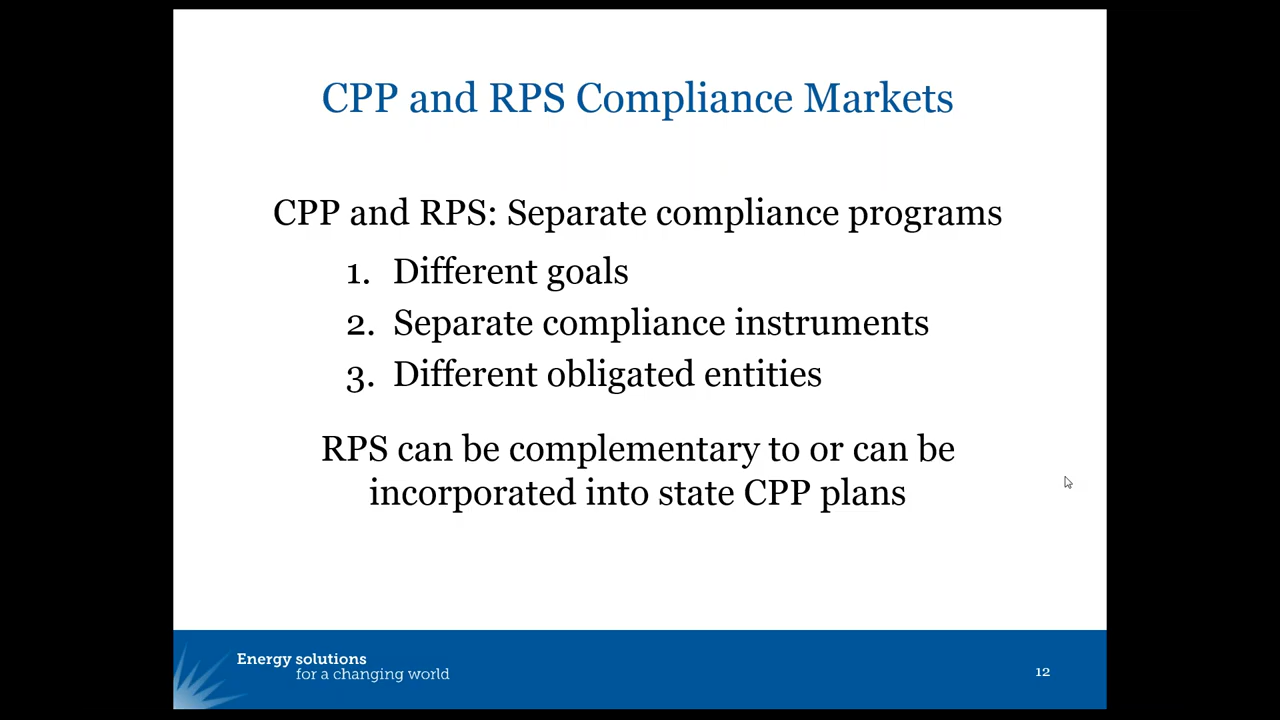 CPP and RPS Compliance Markets
CPP and RPS: Separate compliance programs
1. Different goals
2. Separate compliance instruments
3. Different obligated entities
RPS can be complementary to or can be
incorporated into state CPP plans
Energy solutions
for a changing world
12